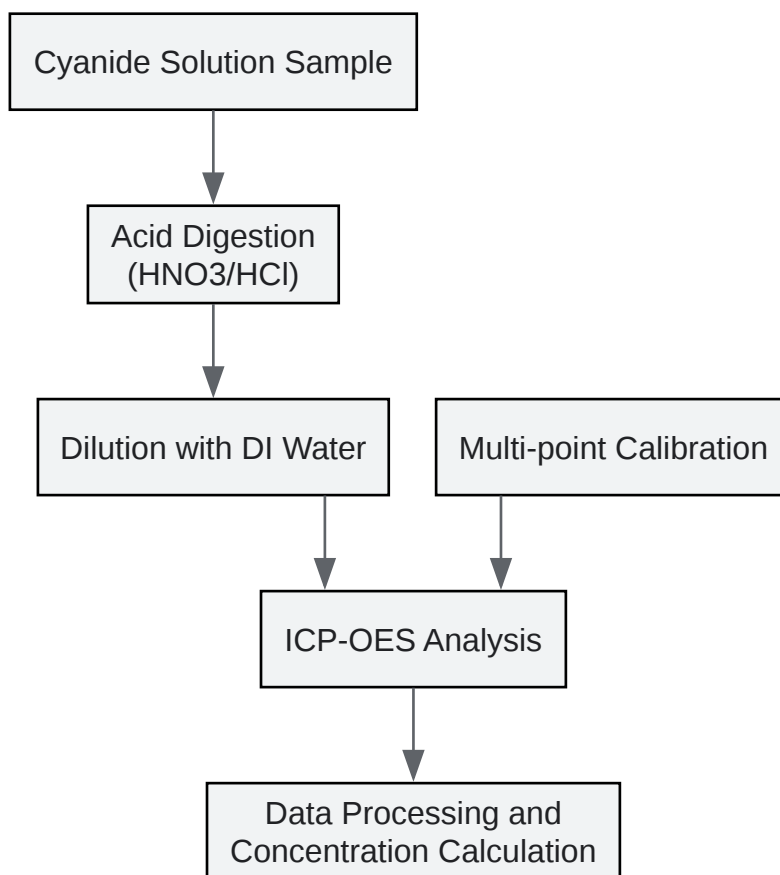 Cyanide Solution Sample
Acid Digestion
(HNO3/HCl)
Dilution with DI Water
Multi-point Calibration
ICP-OES Analysis
Data Processing and
Concentration Calculation